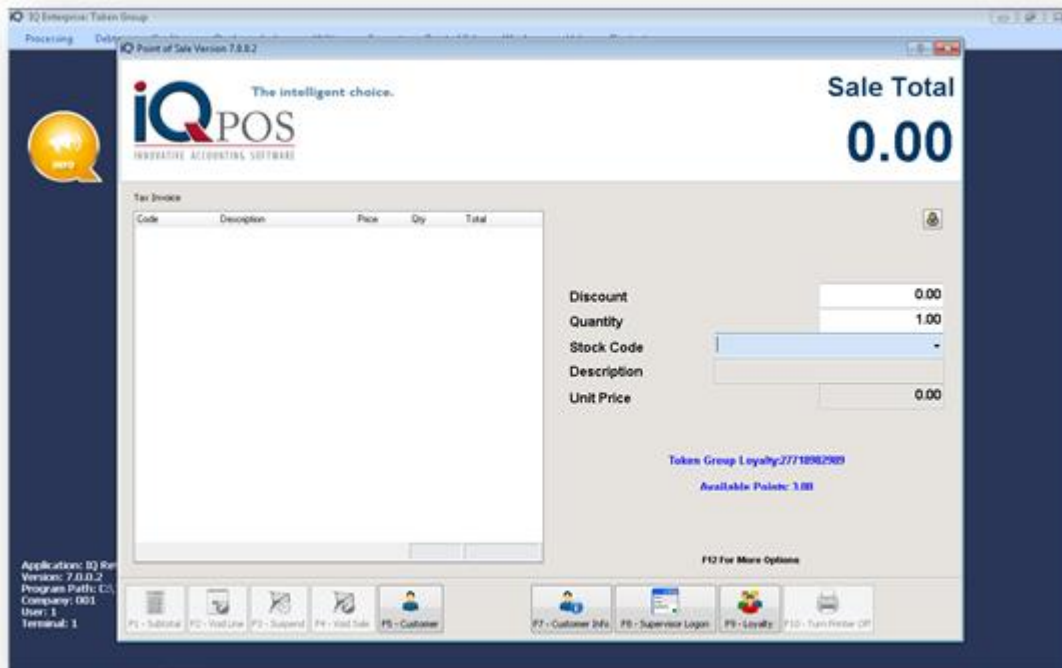 IQ Enterprise: Token Group
Processing
IQ Point of Sale Version 7.0.0.2
The intelligent choice.
iQPOS
INNOVATIVE ACCOUNTING SOFTWARE
Sale Total
0.00
INFO
Tax Invoice
Code Description Price Qty Total
Discount 0.00
Quantity 1.00
Stock Code
Description
Unit Price 0.00
Token Group Loyalty:27718982989
Available Points: 3.00
F12 For More Options
Application: IQ Re
Version: 7.0.0.2
Program Path: C:\
Company: 001
User: 1
Terminal: 1
F1 - Subtotal F2 - Void Line F3 - Suspend F4 - Void Sale F5 - Customer F7 - Customer Info F8 - Supervisor Logon F9 - Loyalty F10 - Turn Printer Off